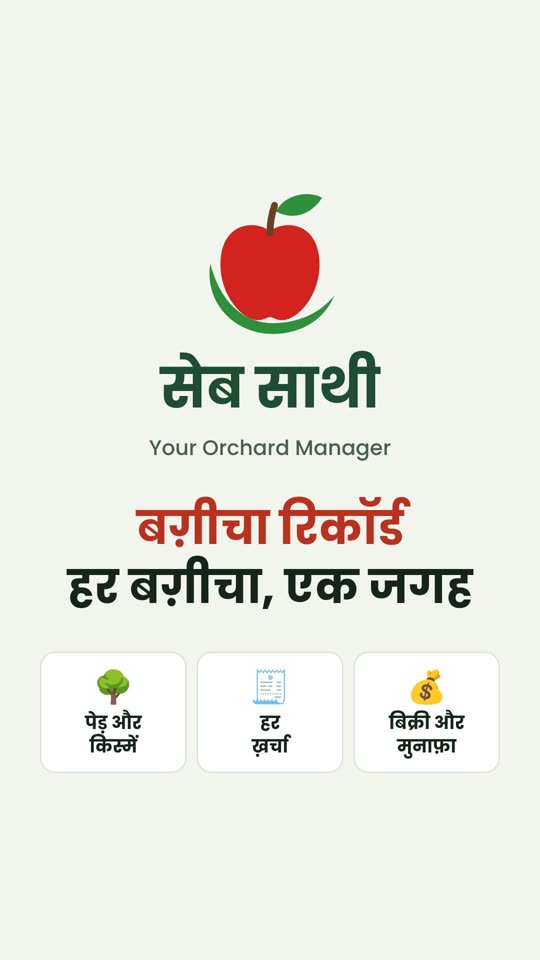 सेब साथी
Your Orchard Manager
बग़ीचा रिकॉर्ड
हर बग़ीचा, एक जगह
पेड़ और
किस्में
हर
ख़र्चा
बिक्री और
मुनाफ़ा